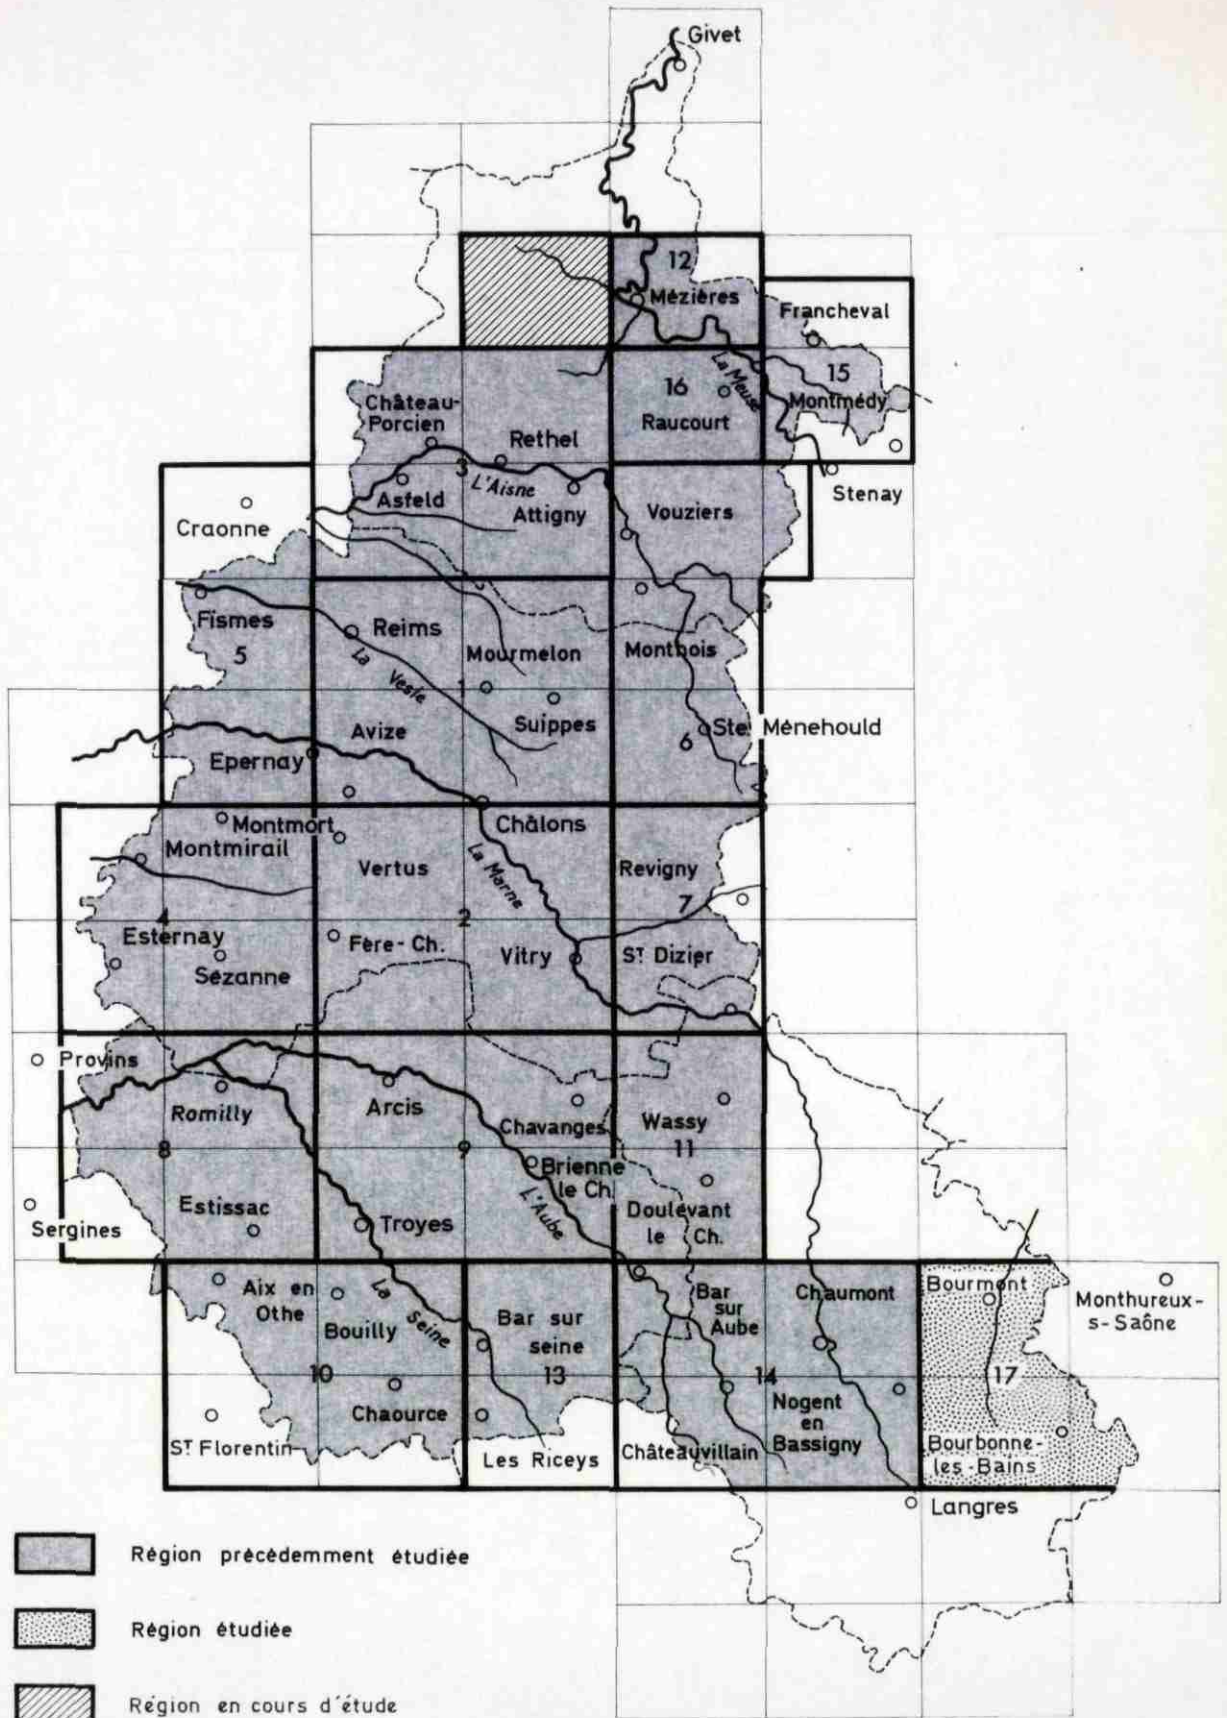 Givet
12
Mézières
Francheval
15
Montmédy
La Meuse
16
Raucourt
Château-
Porcien
Rethel
3
L'Aisne
Asfeld
Attigny
Vouziers
Stenay
Craonne
Fismes
5
Reims
La Vesle
Mourmelon
1
Suippes
Monthois
6
Ste Ménehould
Avize
Epernay
Montmort
Montmirail
Vertus
Châlons
La Marne
Revigny
7
4
Esternay
Sézanne
2
Fère-Ch.
Vitry
ST Dizier
Provins
Romilly
8
Estissac
Sergines
Arcis
9
Chavanges
Brienne
le Ch.
L'Aube
Troyes
Wassy
11
Doulevant
le Ch.
Aix en
Othe
Bouilly
La Seine
10
Chaource
ST Florentin
Bar sur
seine
13
Les Riceys
Bar
sur
Aube
Chaumont
14
Nogent
en
Bassigny
Châteauvillain
Bourmont
17
Bourbonne-
les-Bains
Monthureux-
s-Saône
Langres
Région précédemment étudiée
Région étudiée
Région en cours d'étude